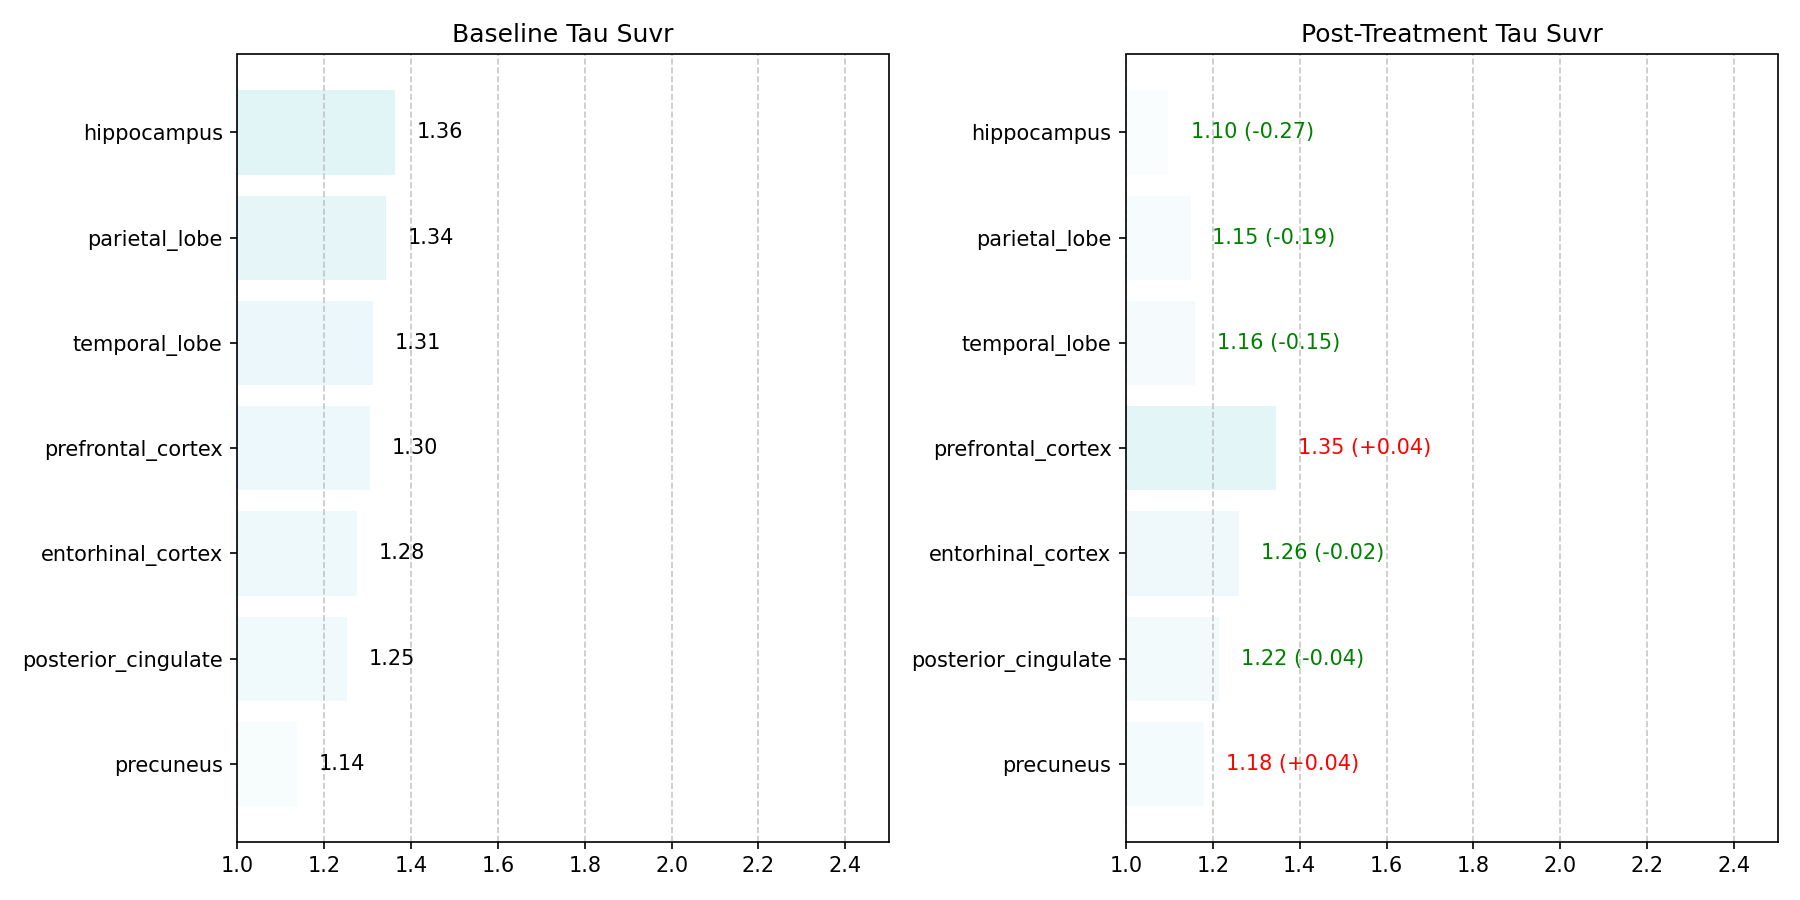 Baseline Tau Suvr
hippocampus 1.36
parietal_lobe 1.34
temporal_lobe 1.31
prefrontal_cortex 1.30
entorhinal_cortex 1.28
posterior_cingulate 1.25
precuneus 1.14
1.0 1.2 1.4 1.6 1.8 2.0 2.2 2.4
Post-Treatment Tau Suvr
hippocampus 1.10 (-0.27)
parietal_lobe 1.15 (-0.19)
temporal_lobe 1.16 (-0.15)
prefrontal_cortex 1.35 (+0.04)
entorhinal_cortex 1.26 (-0.02)
posterior_cingulate 1.22 (-0.04)
precuneus 1.18 (+0.04)
1.0 1.2 1.4 1.6 1.8 2.0 2.2 2.4